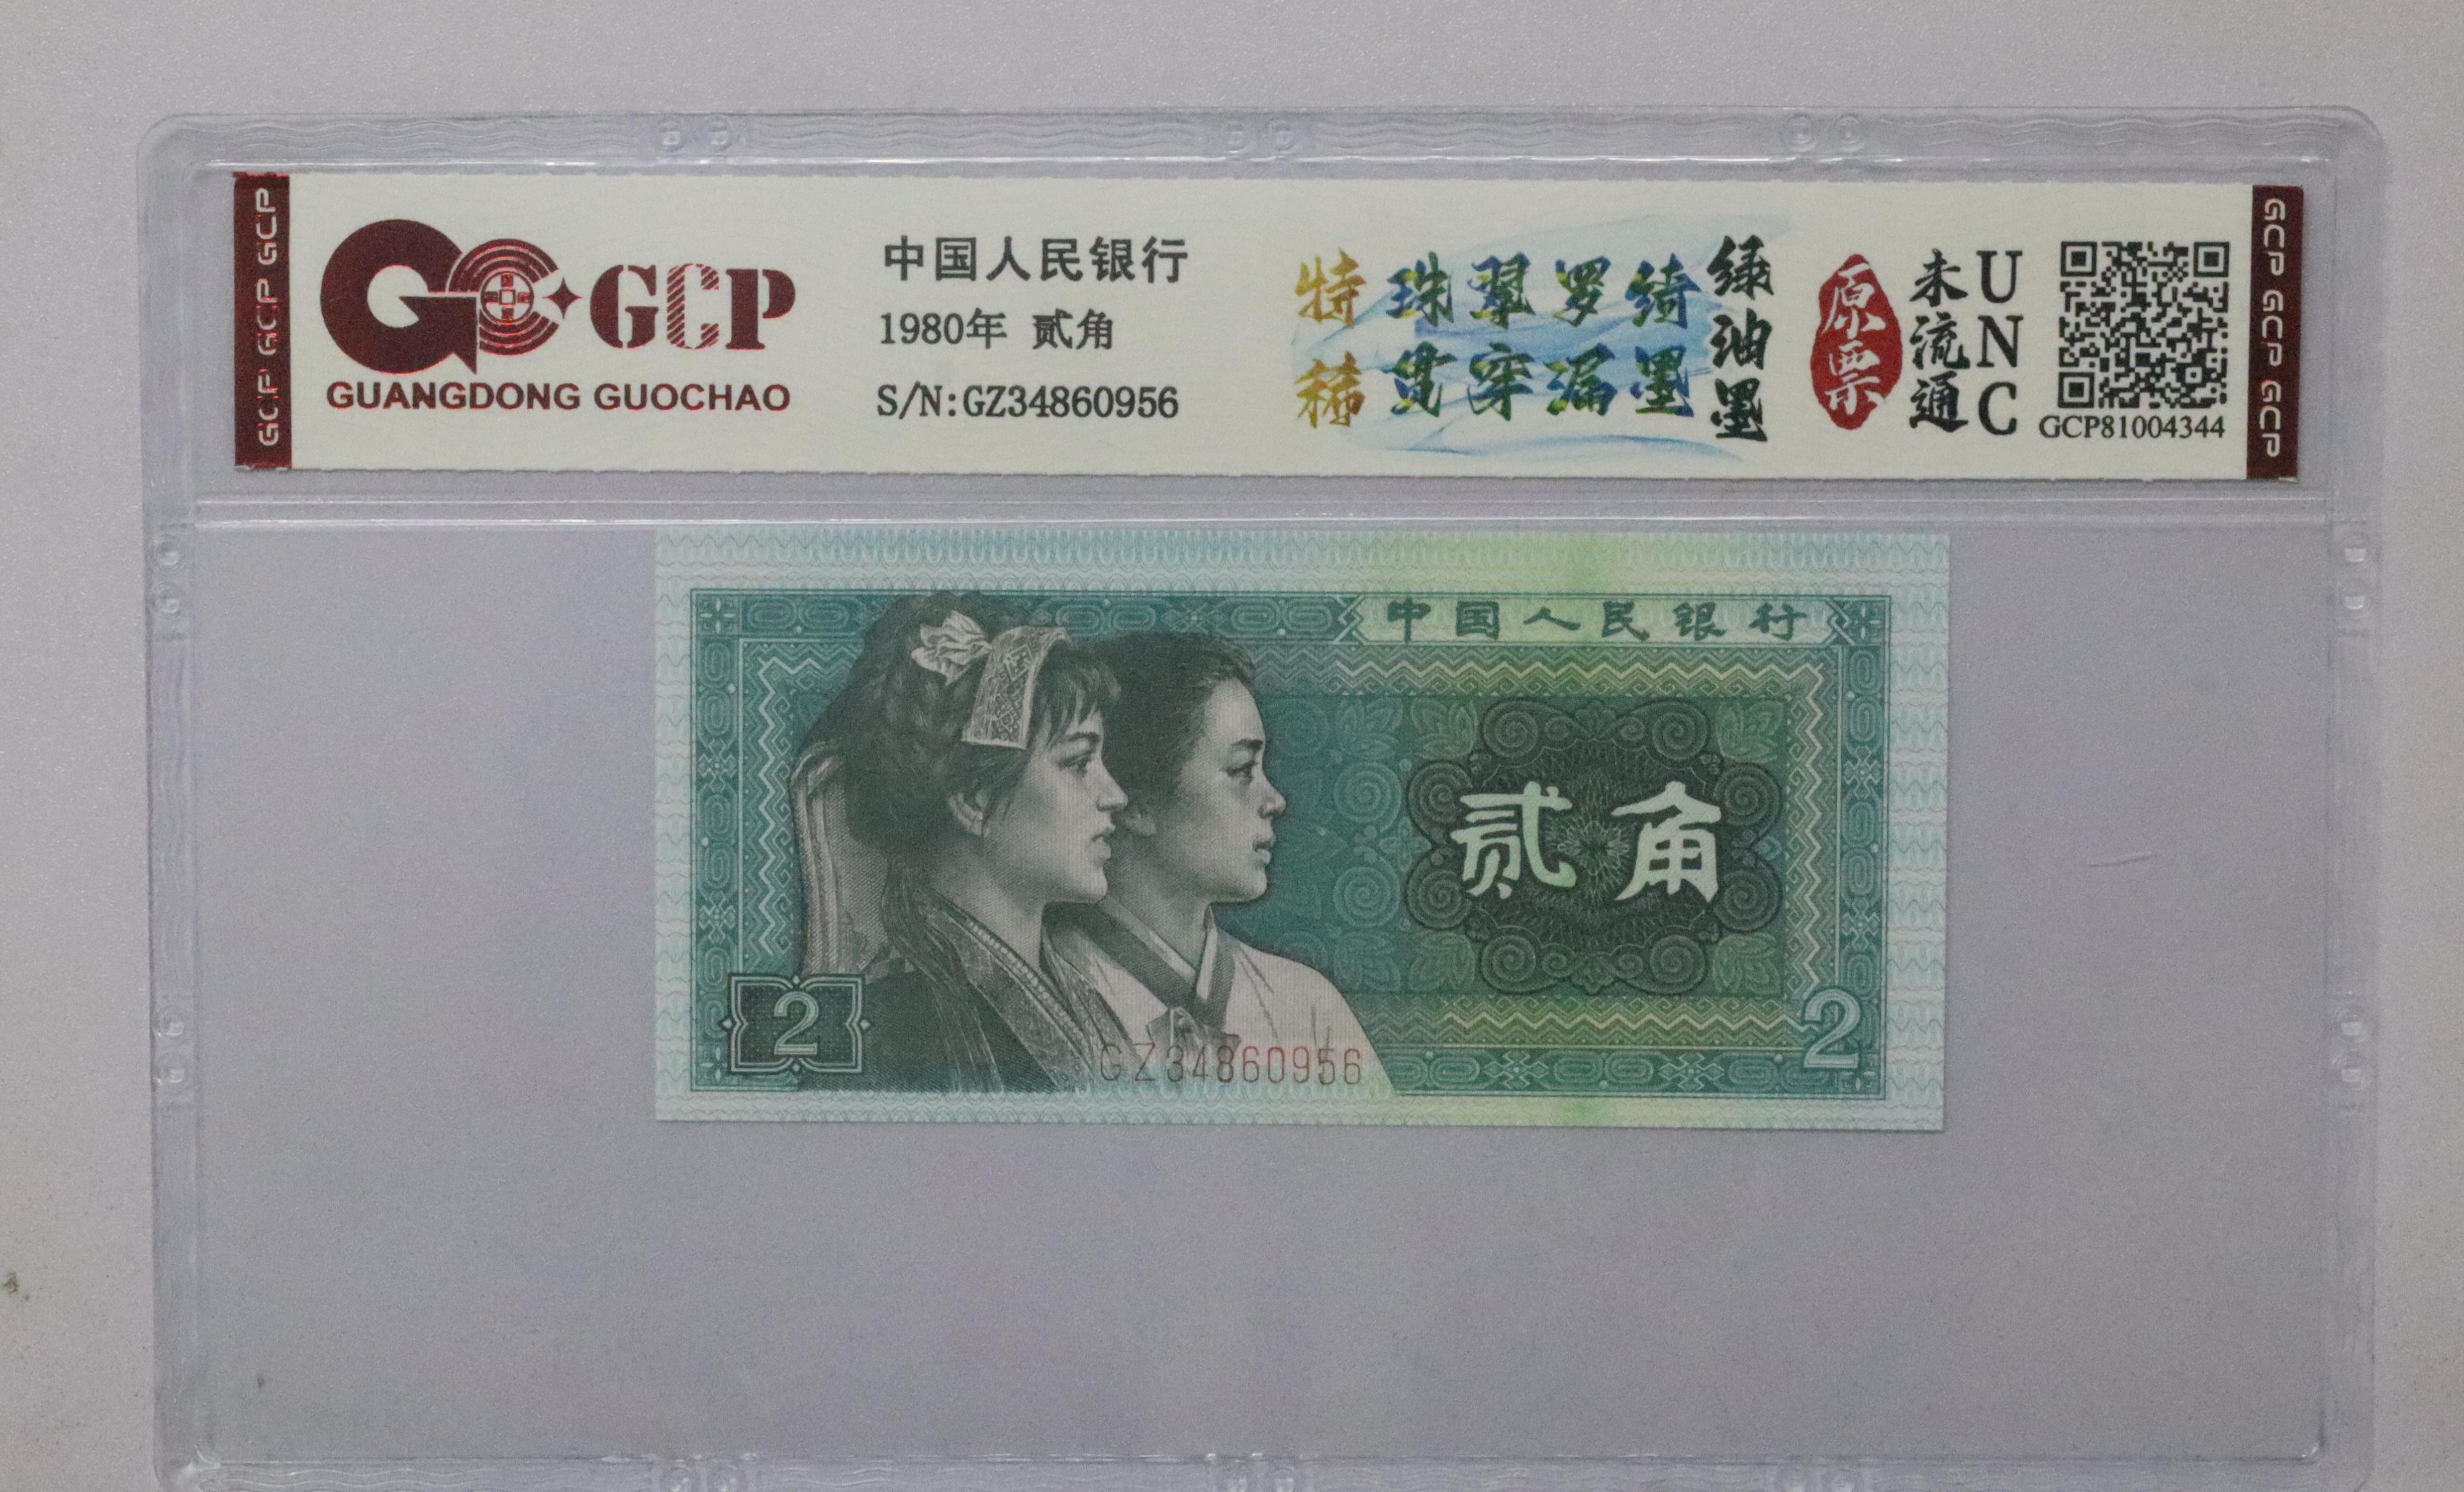 GCP GCP GCP
GCP
GUANGDONG GUOCHAO
中国人民银行
1980年 贰角
S/N:GZ34860956
特稀
珠翠罗绮
贯穿漏墨
绿油墨
原票
未流通
UNC
GCP81004344
GCP GCP GCP
中国人民银行
贰角
2
GZ34860956
2